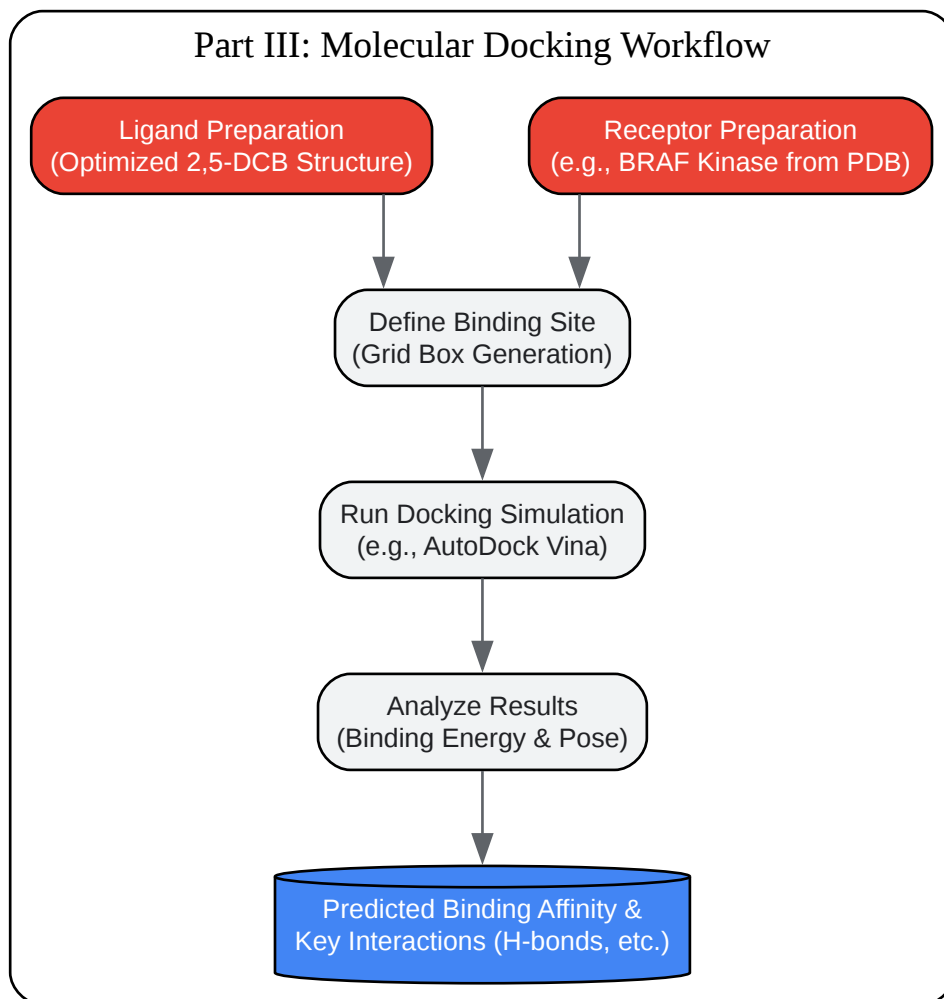 Part III: Molecular Docking Workflow
Ligand Preparation
(Optimized 2,5-DCB Structure)
Receptor Preparation
(e.g., BRAF Kinase from PDB)
Define Binding Site
(Grid Box Generation)
Run Docking Simulation
(e.g., AutoDock Vina)
Analyze Results
(Binding Energy & Pose)
Predicted Binding Affinity &
Key Interactions (H-bonds, etc.)